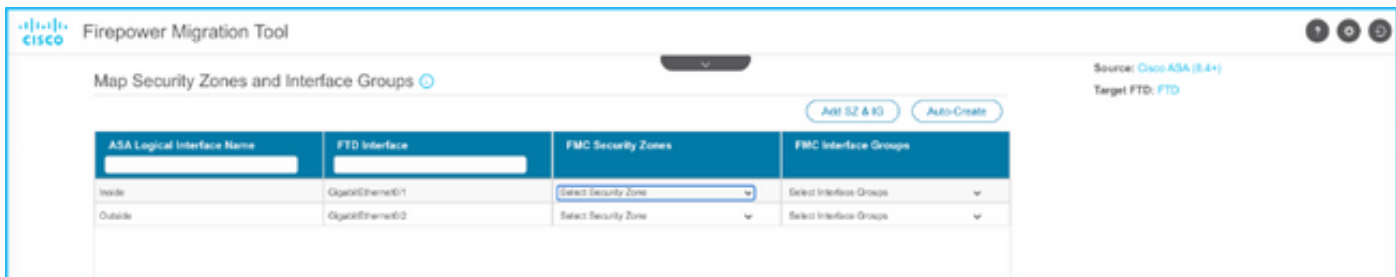 CISCO Firepower Migration Tool
Map Security Zones and Interface Groups
Source: Cisco ASA (8.4+)
Target FTD: FTD
Add SZ & IG Auto-Create
ASA Logical Interface Name FTD Interface FMC Security Zones FMC Interface Groups
Inside GigabitEthernet0/1 Select Security Zone Select Interface Groups
Outside GigabitEthernet0/2 Select Security Zone Select Interface Groups